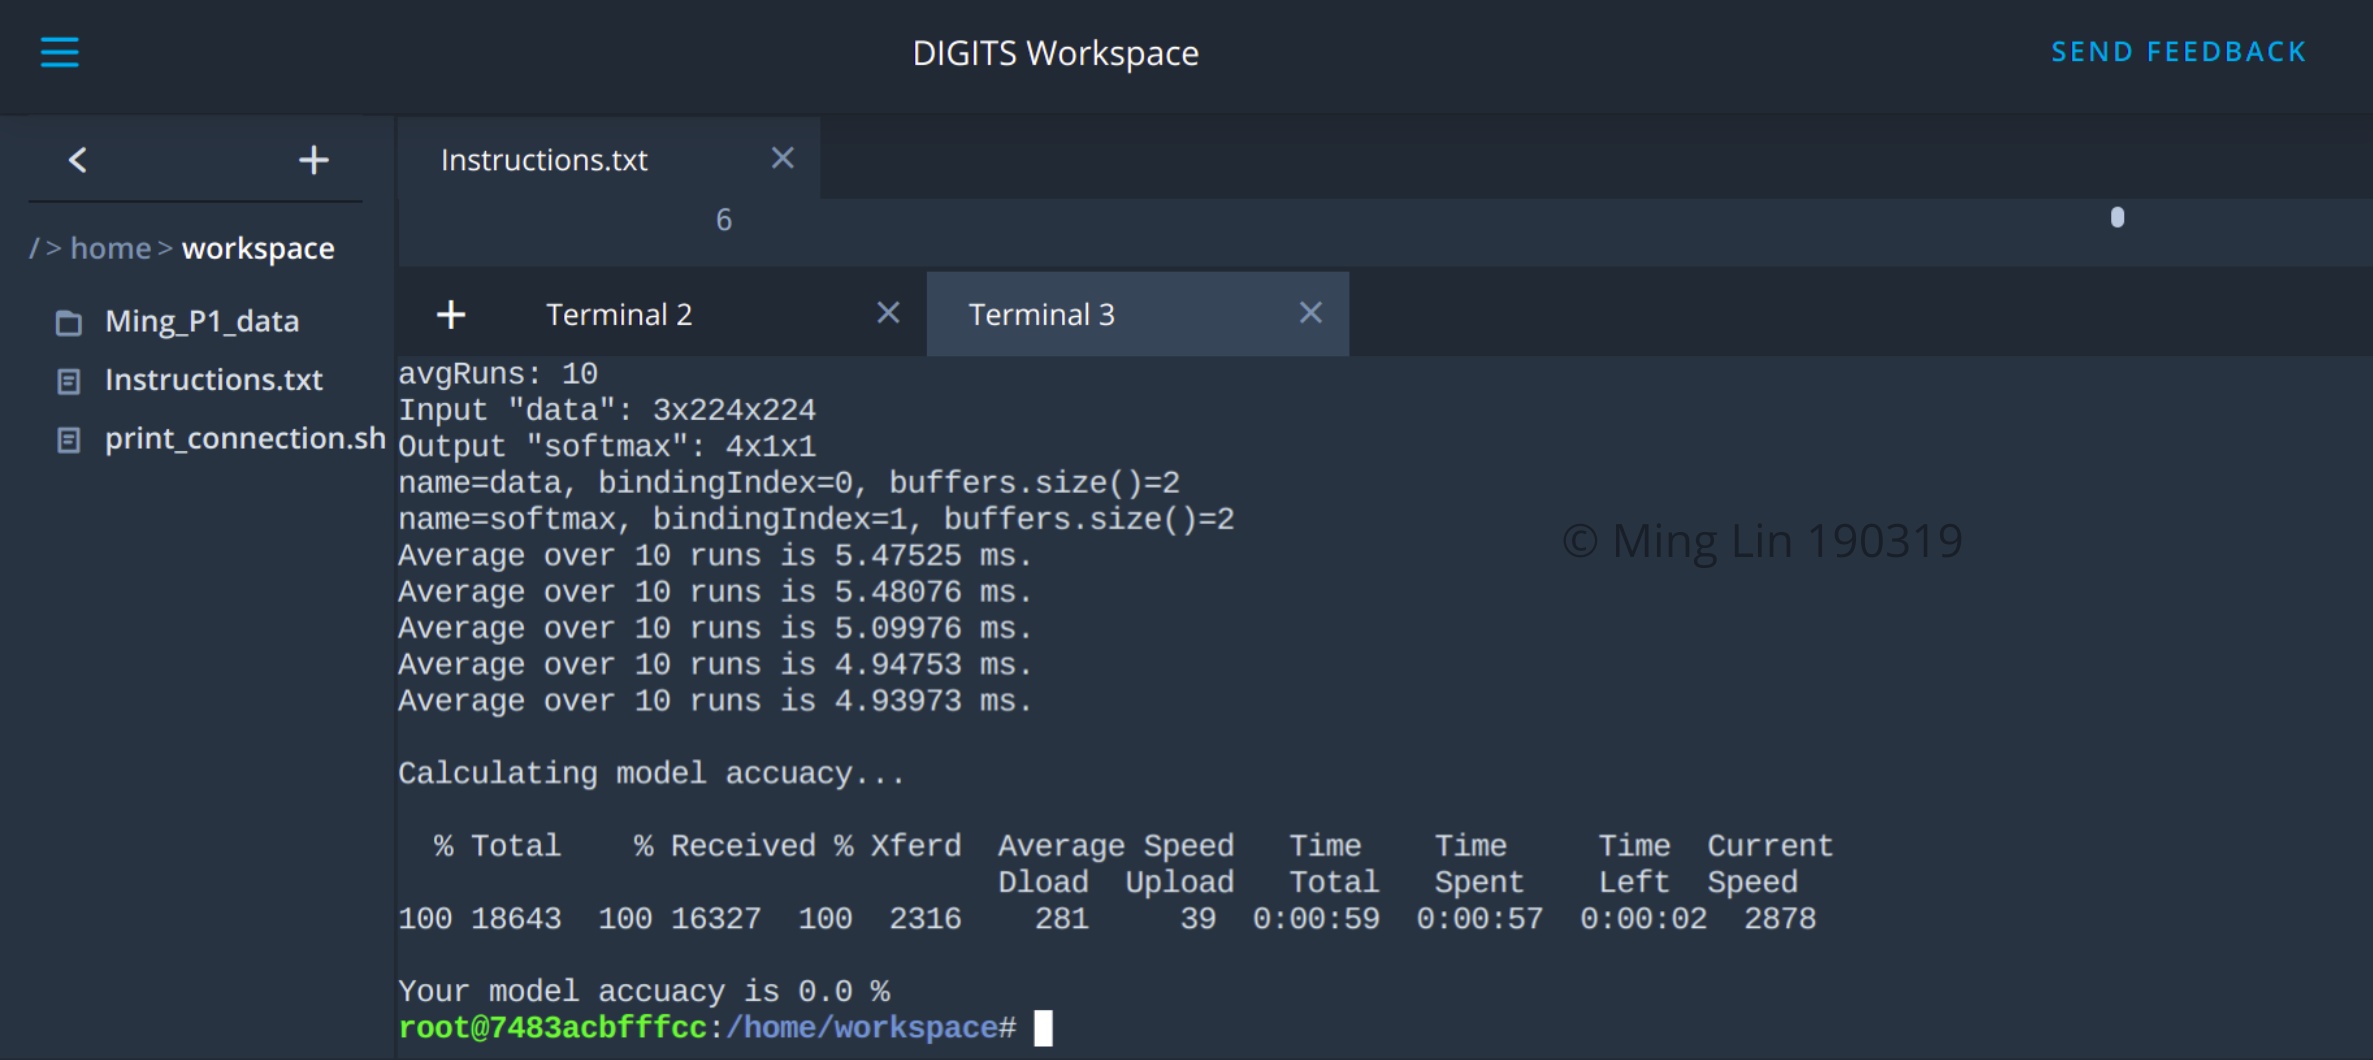 DIGITS Workspace
SEND FEEDBACK
Instructions.txt
6
/ > home > workspace
Ming_P1_data
Instructions.txt
print_connection.sh
Terminal 2
Terminal 3
avgRuns: 10
Input "data": 3x224x224
Output "softmax": 4x1x1
name=data, bindingIndex=0, buffers.size()=2
name=softmax, bindingIndex=1, buffers.size()=2
Average over 10 runs is 5.47525 ms.
Average over 10 runs is 5.48076 ms.
Average over 10 runs is 5.09976 ms.
Average over 10 runs is 4.94753 ms.
Average over 10 runs is 4.93973 ms.
© Ming Lin 190319
Calculating model accuacy...
% Total % Received % Xferd Average Speed Time Time Time Current
Dload Upload Total Spent Left Speed
100 18643 100 16327 100 2316 281 39 0:00:59 0:00:57 0:00:02 2878
Your model accuacy is 0.0 %
root@7483acbfffcc:/home/workspace#